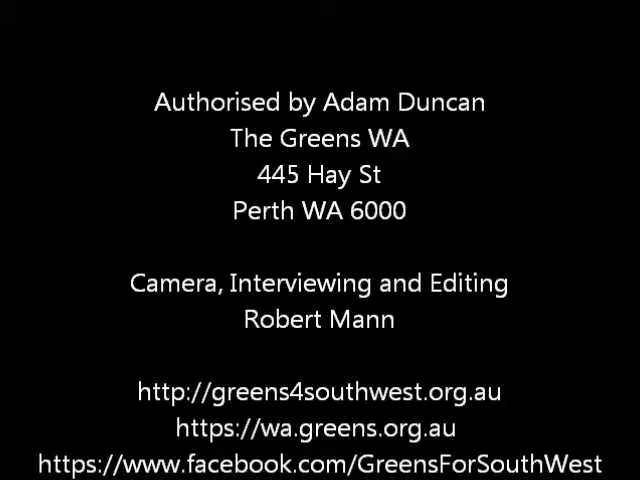 Authorised by Adam Duncan
The Greens WA
445 Hay St
Perth WA 6000
Camera, Interviewing and Editing
Robert Mann
http://greens4southwest.org.au
https://wa.greens.org.au
https://www.facebook.com/GreensForSouthWest